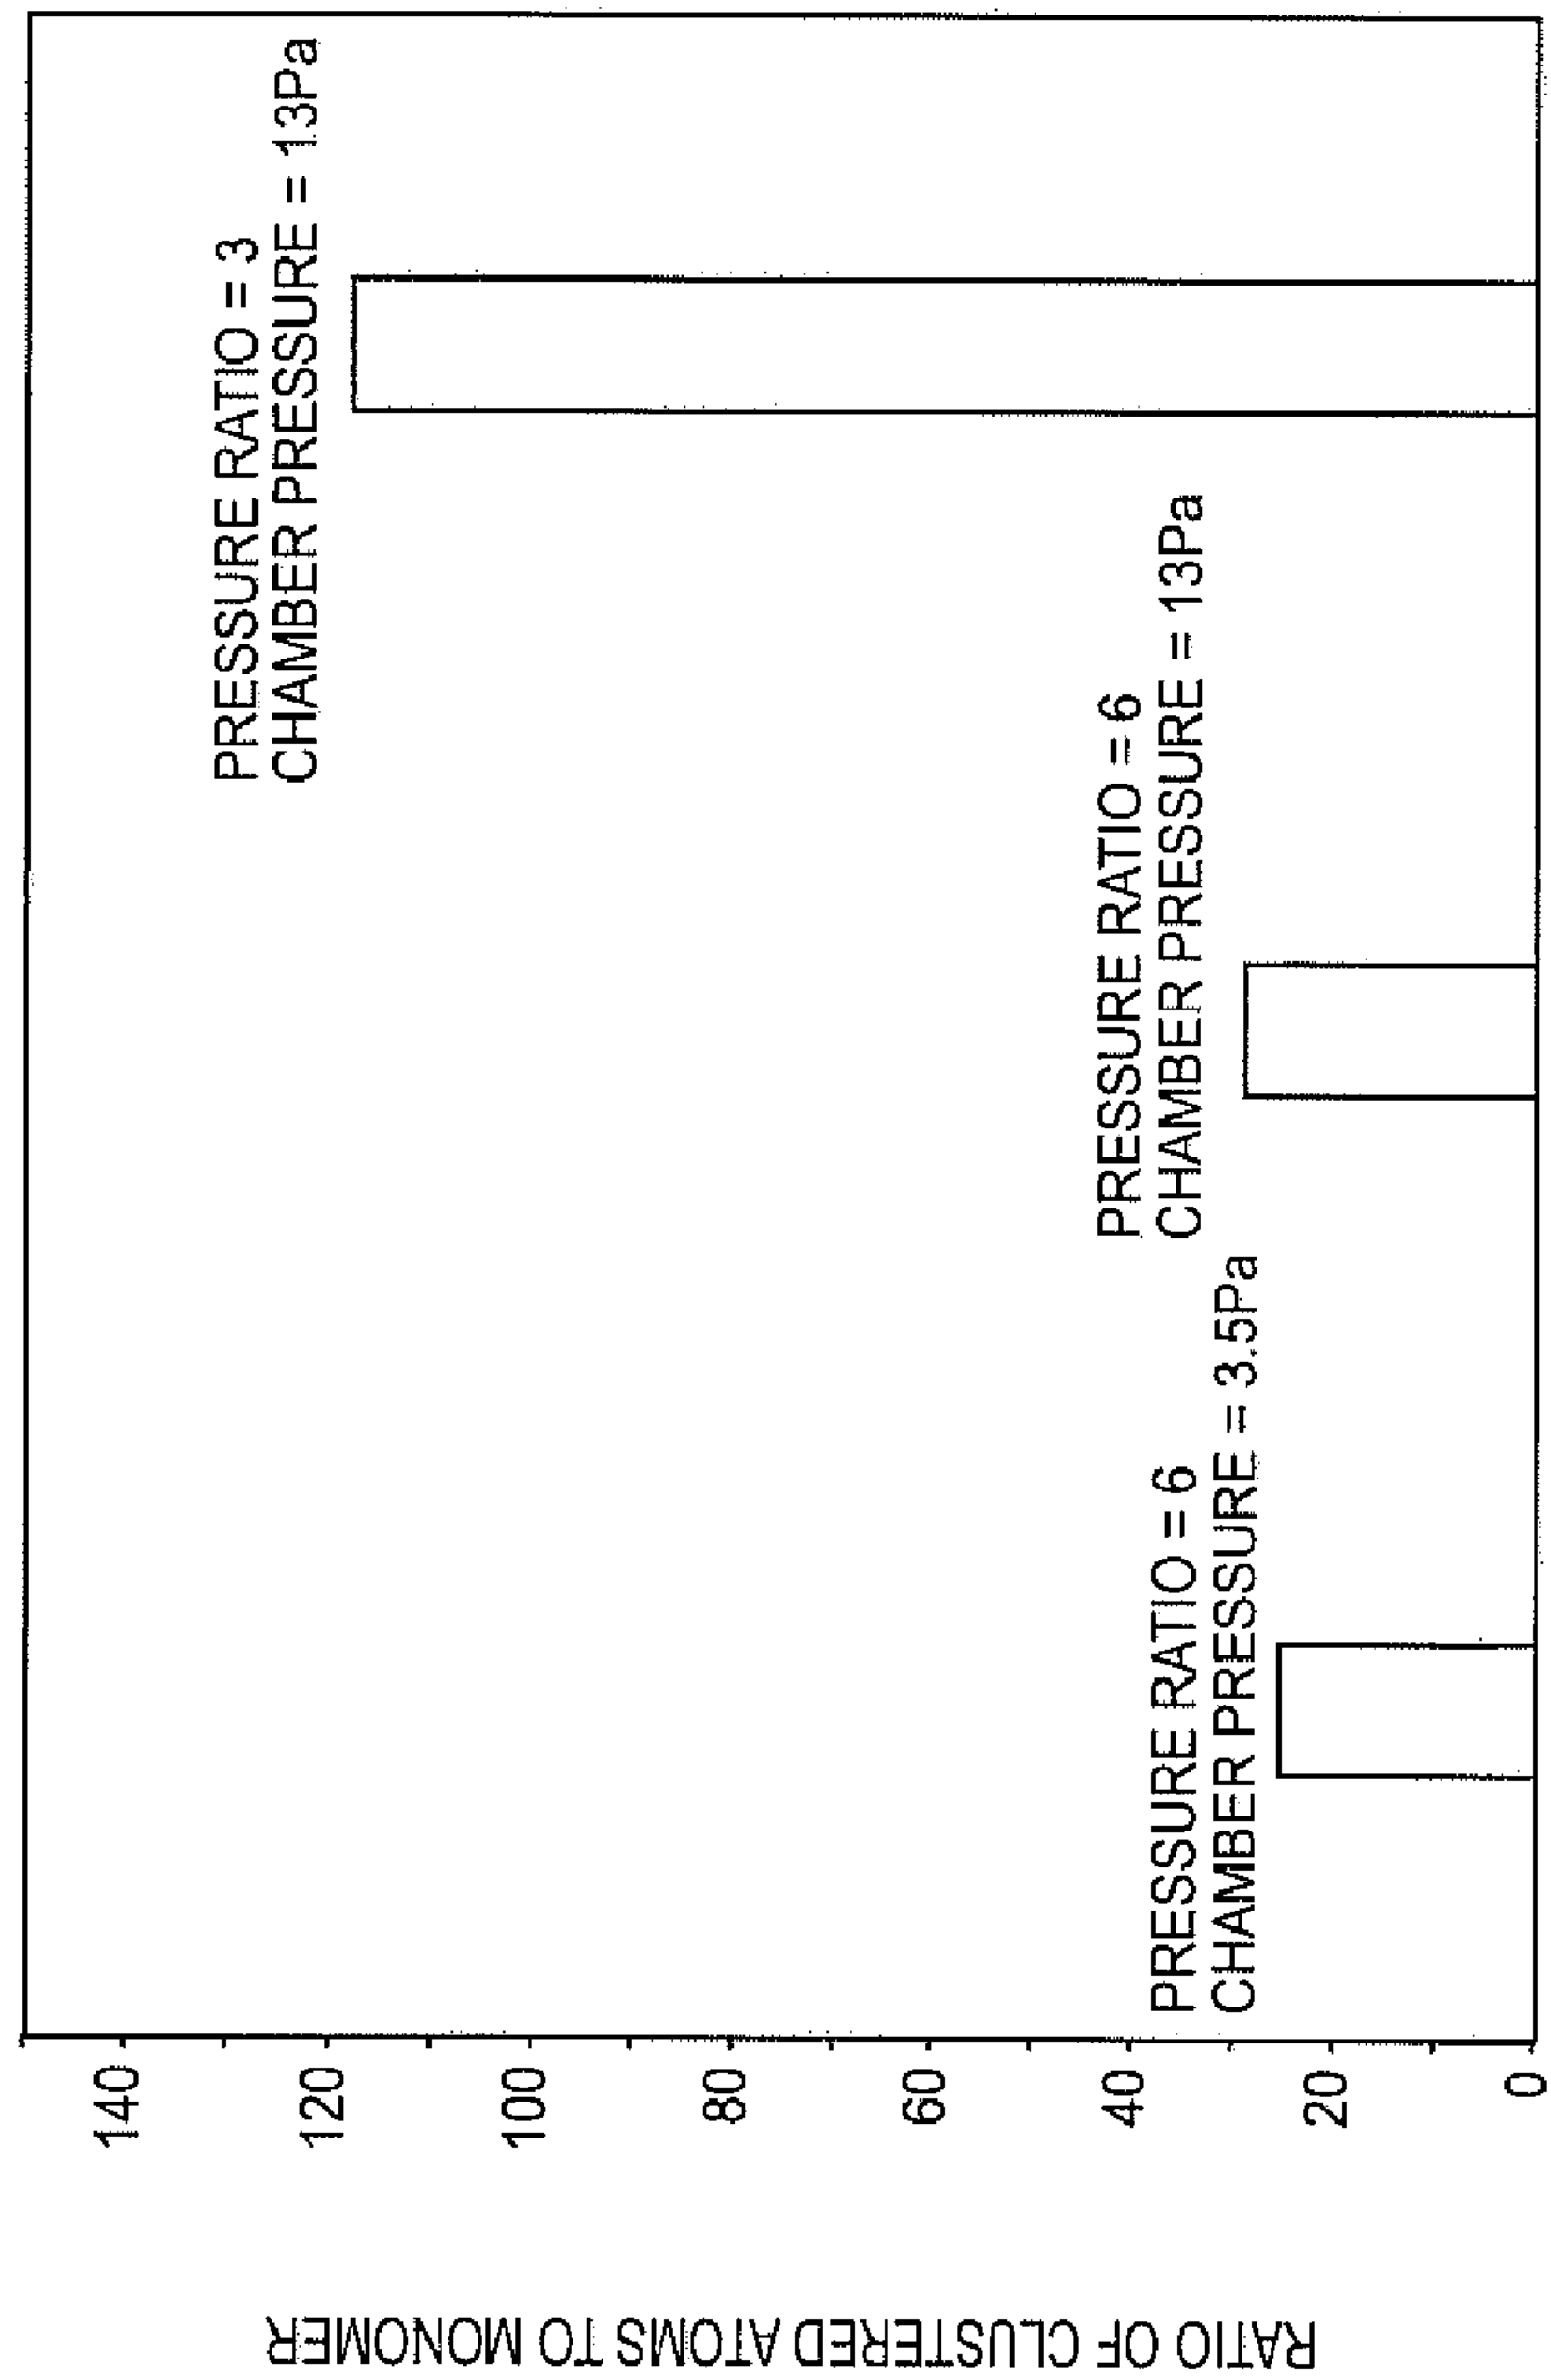 RATIO OF CLUSTERED ATOMS TO MONOMER
140
120
100
80
60
40
20
0
PRESSURE RATIO = 6
CHAMBER PRESSURE = 3.5Pa
PRESSURE RATIO = 6
CHAMBER PRESSURE = 13Pa
PRESSURE RATIO = 3
CHAMBER PRESSURE = 13Pa